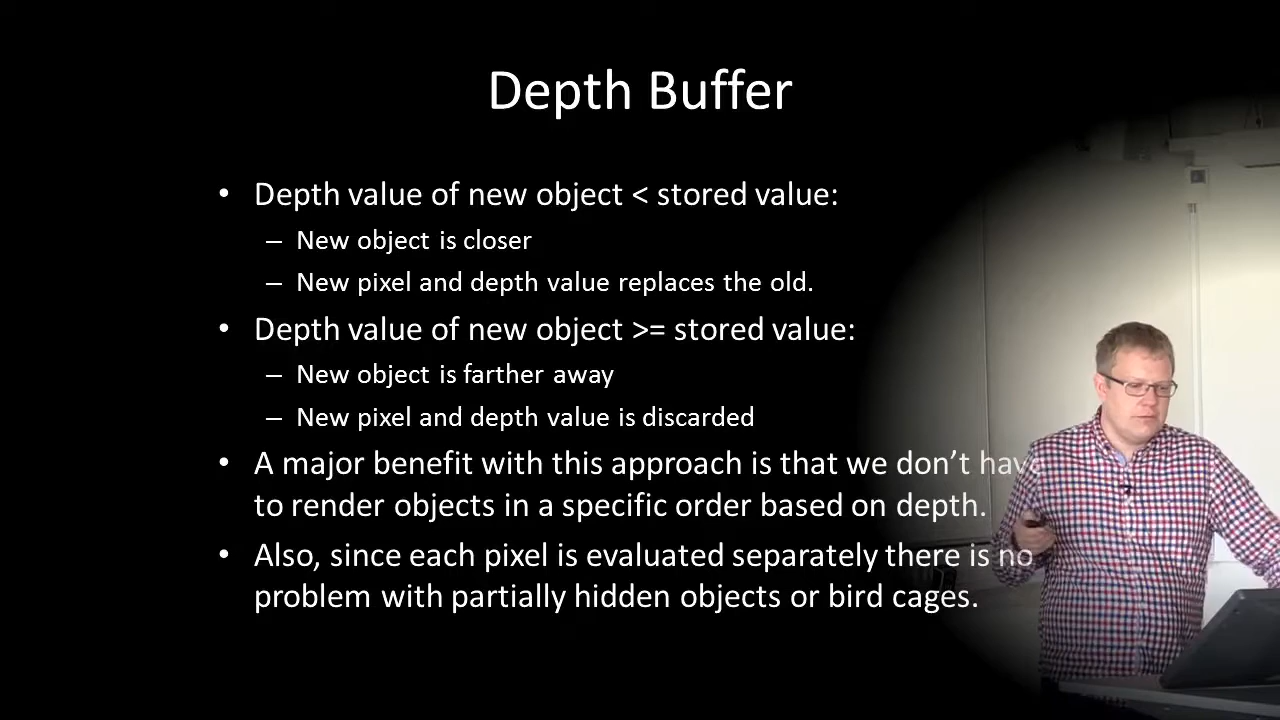 Depth Buffer
• Depth value of new object < stored value:
– New object is closer
– New pixel and depth value replaces the old.
• Depth value of new object >= stored value:
– New object is farther away
– New pixel and depth value is discarded
• A major benefit with this approach is that we don’t have
to render objects in a specific order based on depth.
• Also, since each pixel is evaluated separately there is no
problem with partially hidden objects or bird cages.